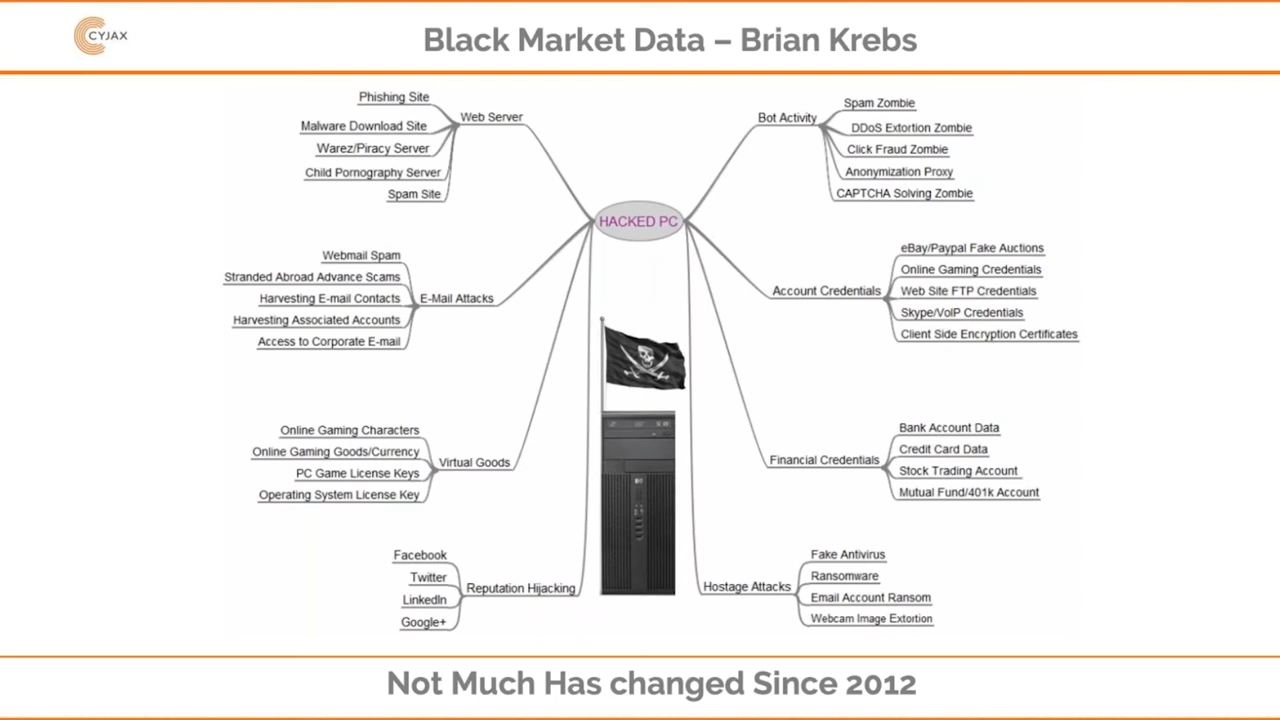 CYJAX
Black Market Data – Brian Krebs
Phishing Site
Malware Download Site
Warez/Piracy Server
Child Pornography Server
Spam Site
Web Server
Bot Activity
Spam Zombie
DDoS Extortion Zombie
Click Fraud Zombie
Anonymization Proxy
CAPTCHA Solving Zombie
HACKED PC
Webmail Spam
Stranded Abroad Advance Scams
Harvesting E-mail Contacts
Harvesting Associated Accounts
Access to Corporate E-mail
E-Mail Attacks
Account Credentials
eBay/Paypal Fake Auctions
Online Gaming Credentials
Web Site FTP Credentials
Skype/VoIP Credentials
Client Side Encryption Certificates
Online Gaming Characters
Online Gaming Goods/Currency
PC Game License Keys
Operating System License Key
Virtual Goods
Financial Credentials
Bank Account Data
Credit Card Data
Stock Trading Account
Mutual Fund/401k Account
Facebook
Twitter
LinkedIn
Google+
Reputation Hijacking
Hostage Attacks
Fake Antivirus
Ransomware
Email Account Ransom
Webcam Image Extortion
Not Much Has changed Since 2012